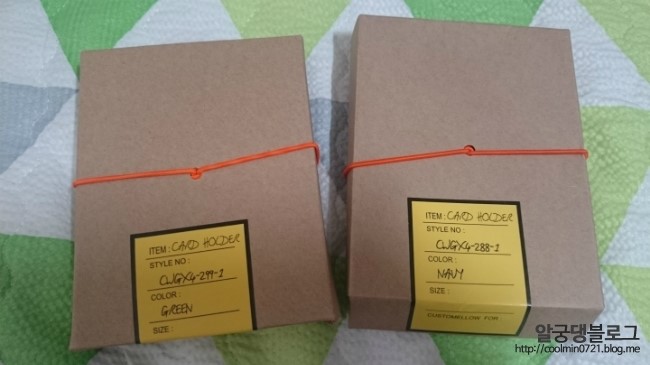 ITEM : CARD HOLDER
STYLE NO :
CWGX4-299-1
COLOR :
GREEN
SIZE :
ITEM : CARD HOLDER
STYLE NO :
CWGX4-288-1
COLOR :
NAVY
SIZE :
CUSTOMELLOW FOR
알궁댕블로그
http://coolmin0721.blog.me